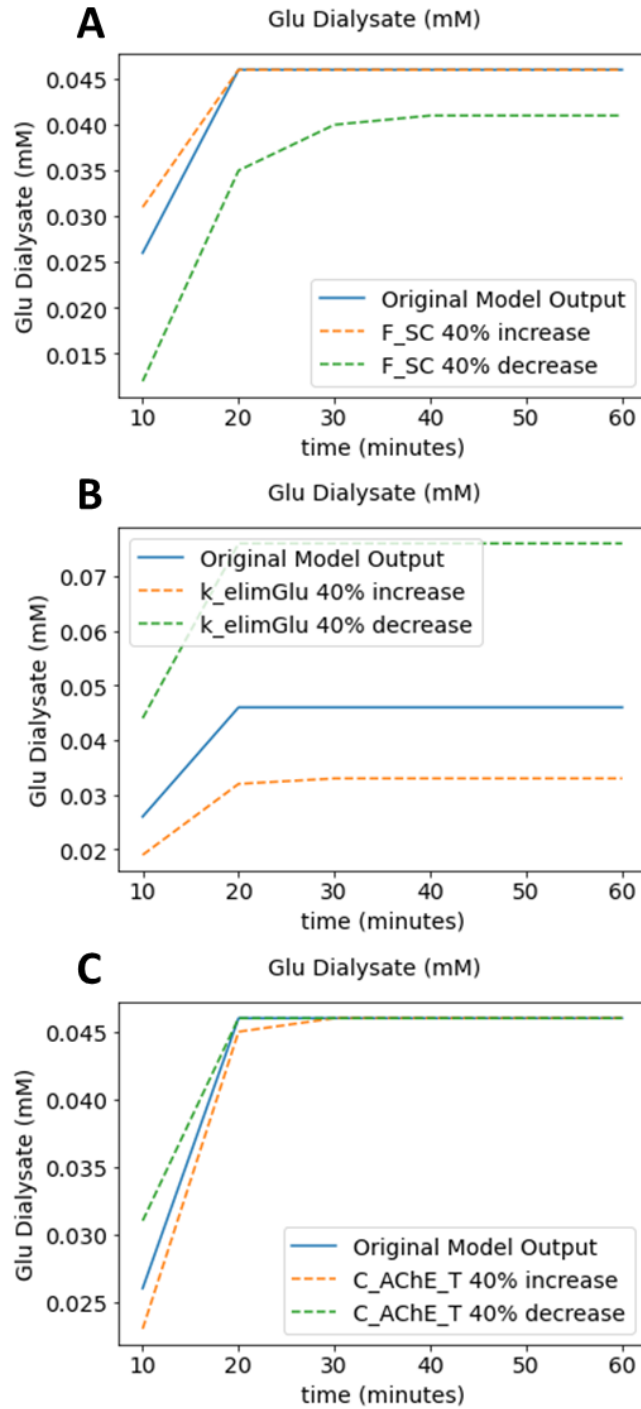 A
Glu Dialysate (mM)
Glu Dialysate (mM)
0.045
0.040
0.035
0.030
0.025
0.020
0.015
Original Model Output
F_SC 40% increase
F_SC 40% decrease
10 20 30 40 50 60
time (minutes)
B
Glu Dialysate (mM)
Glu Dialysate (mM)
0.07
0.06
0.05
0.04
0.03
0.02
Original Model Output
k_elimGlu 40% increase
k_elimGlu 40% decrease
10 20 30 40 50 60
time (minutes)
C
Glu Dialysate (mM)
Glu Dialysate (mM)
0.045
0.040
0.035
0.030
0.025
Original Model Output
C_AChE_T 40% increase
C_AChE_T 40% decrease
10 20 30 40 50 60
time (minutes)